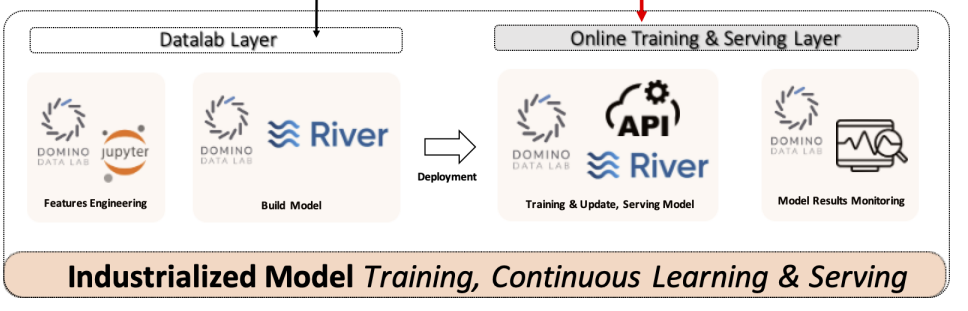 Datalab Layer
Online Training & Serving Layer
DOMINO
DATA LAB
jupyter
Features Engineering
DOMINO
DATA LAB
River
Build Model
Deployment
DOMINO
DATA LAB
API
River
Training & Update, Serving Model
DOMINO
DATA LAB
Model Results Monitoring
Industrialized Model Training, Continuous Learning & Serving